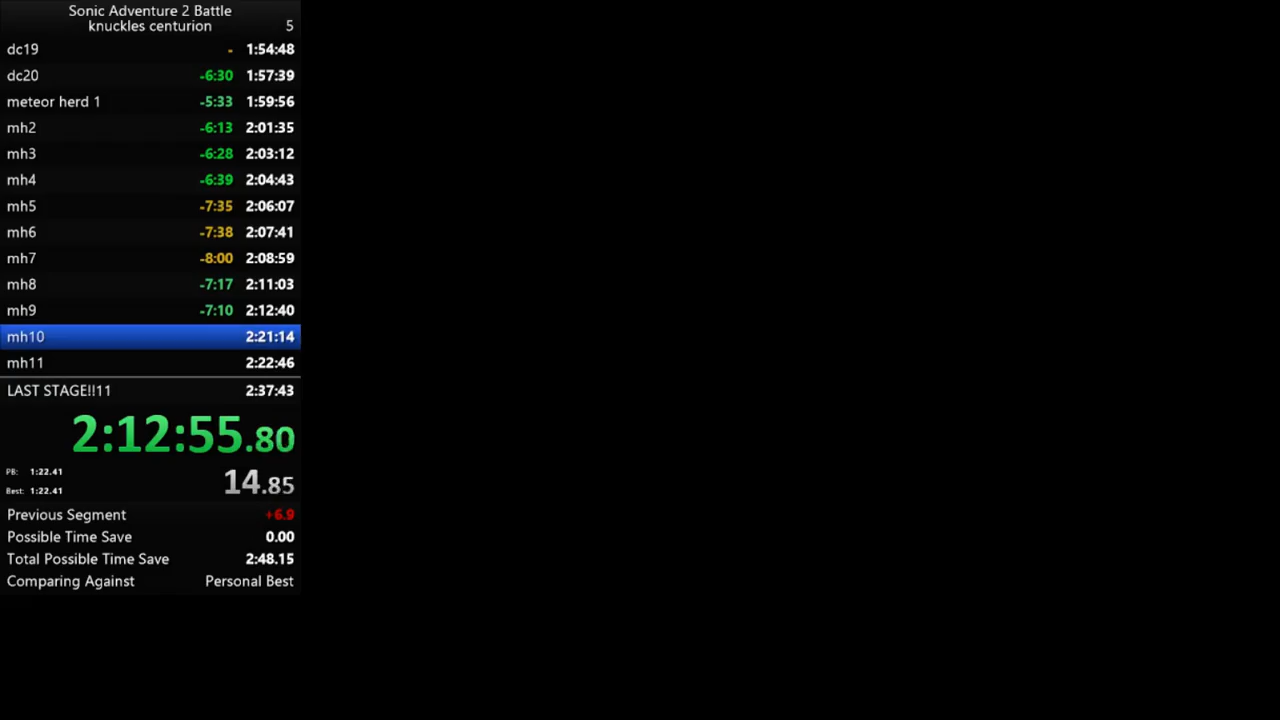 Sonic Adventure 2 Battle
knuckles centurion 5
dc19 - 1:54:48
dc20 -6:30 1:57:39
meteor herd 1 -5:33 1:59:56
mh2 -6:13 2:01:35
mh3 -6:28 2:03:12
mh4 -6:39 2:04:43
mh5 -7:35 2:06:07
mh6 -7:38 2:07:41
mh7 -8:00 2:08:59
mh8 -7:17 2:11:03
mh9 -7:10 2:12:40
mh10 2:21:14
mh11 2:22:46
LAST STAGE!!11 2:37:43
2:12:55.80
PB: 1:22.41
14.85
Best: 1:22.41
Previous Segment +6.9
Possible Time Save 0.00
Total Possible Time Save 2:48.15
Comparing Against Personal Best